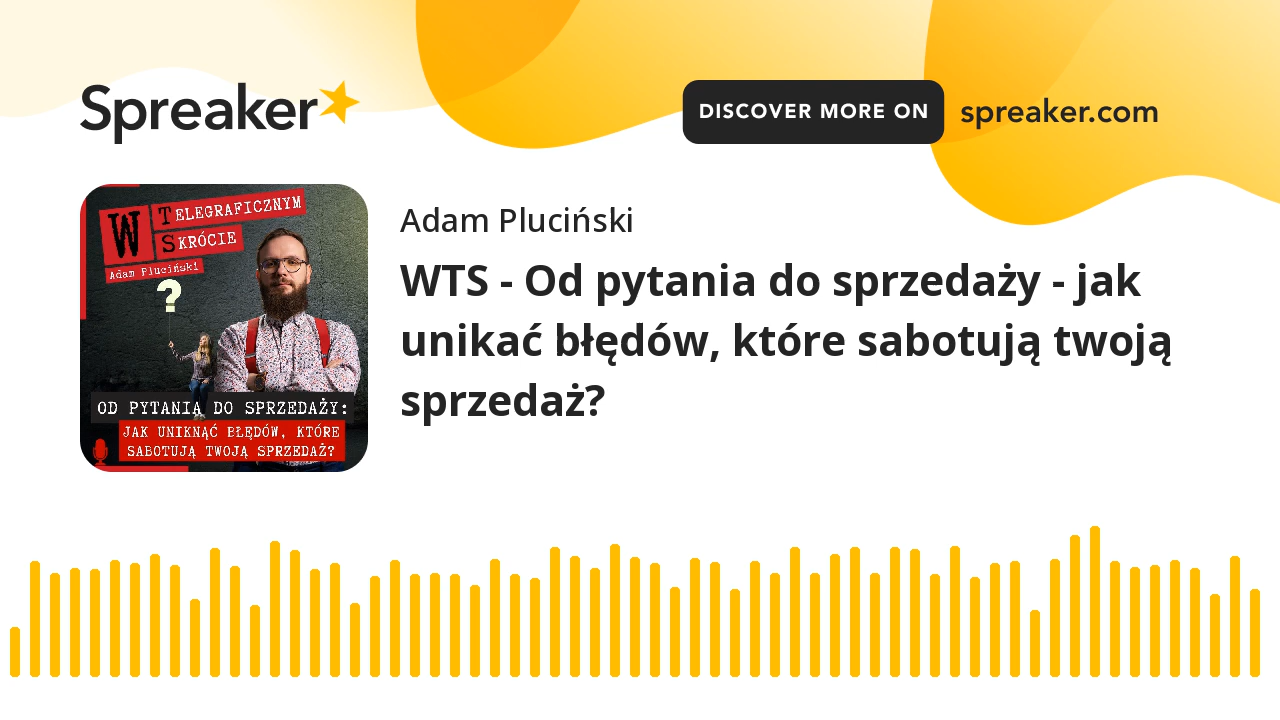 Spreaker
DISCOVER MORE ON spreaker.com
W TELEGRAFICZNYM
SKRÓCIE
Adam Pluciński
?
OD PYTANIA DO SPRZEDAŻY:
JAK UNIKNĄĆ BŁĘDÓW, KTÓRE
SABOTUJĄ TWOJĄ SPRZEDAŻ?
Adam Pluciński
WTS - Od pytania do sprzedaży - jak
unikać błędów, które sabotują twoją
sprzedaż?